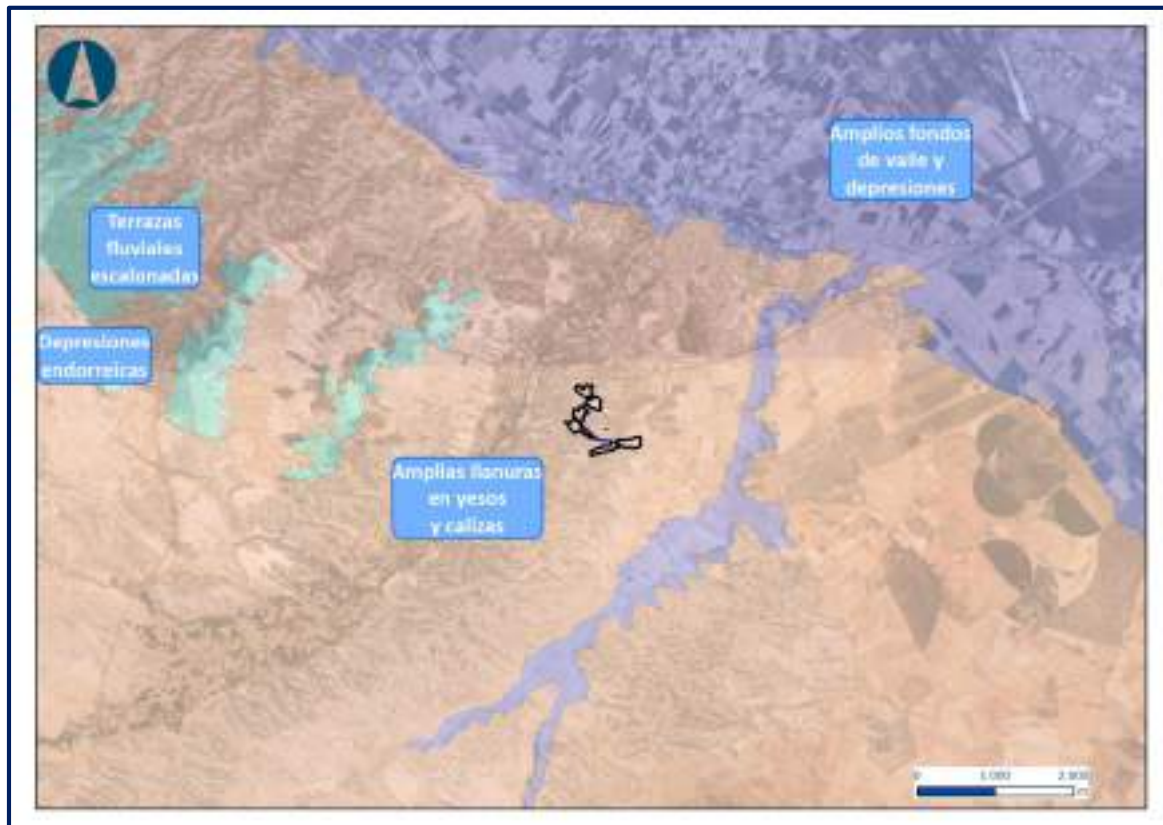 Amplios fondos
de valle y
depresiones
Terrazas
fluviales
escalonadas
Depresiones
endorreicas
Amplias llanuras
en yesos
y calizas
0 1.000 2.000
m